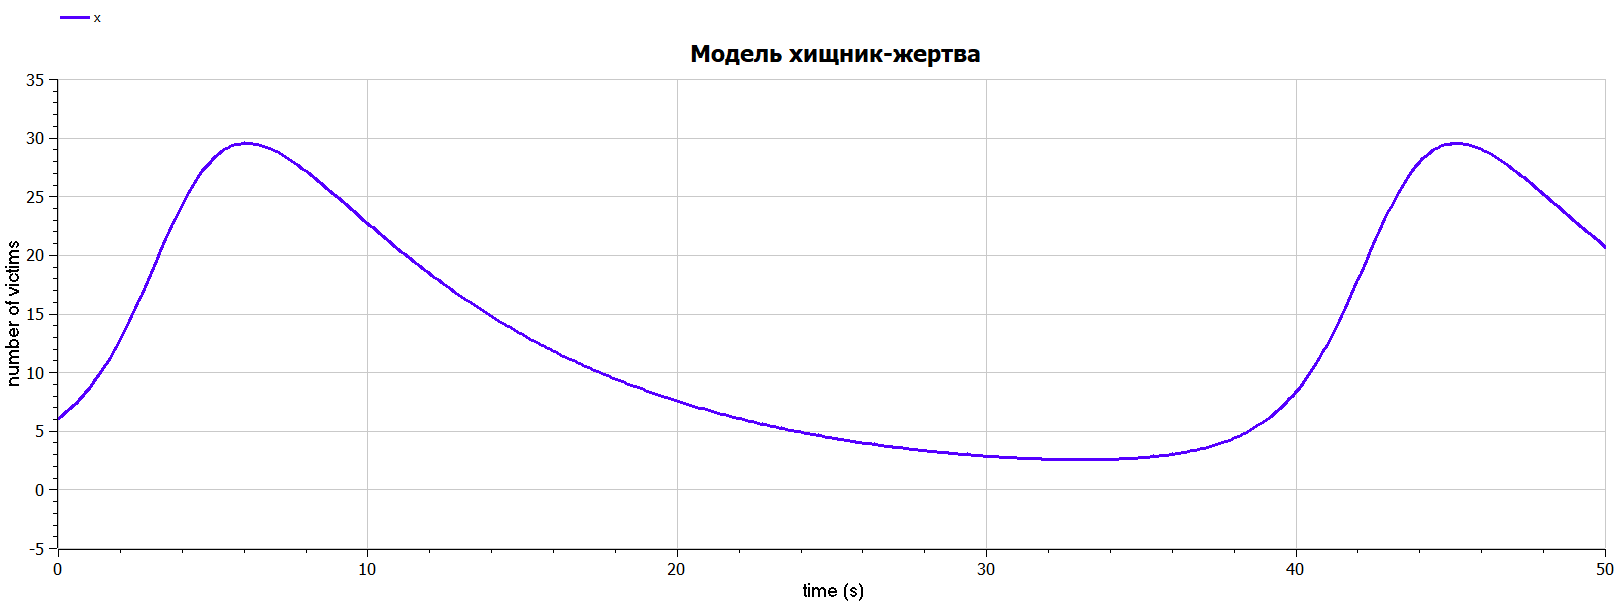 x
Модель хищник-жертва
35
30
25
20
15
10
5
0
-5
number of victims
0 10 20 30 40 50
time (s)